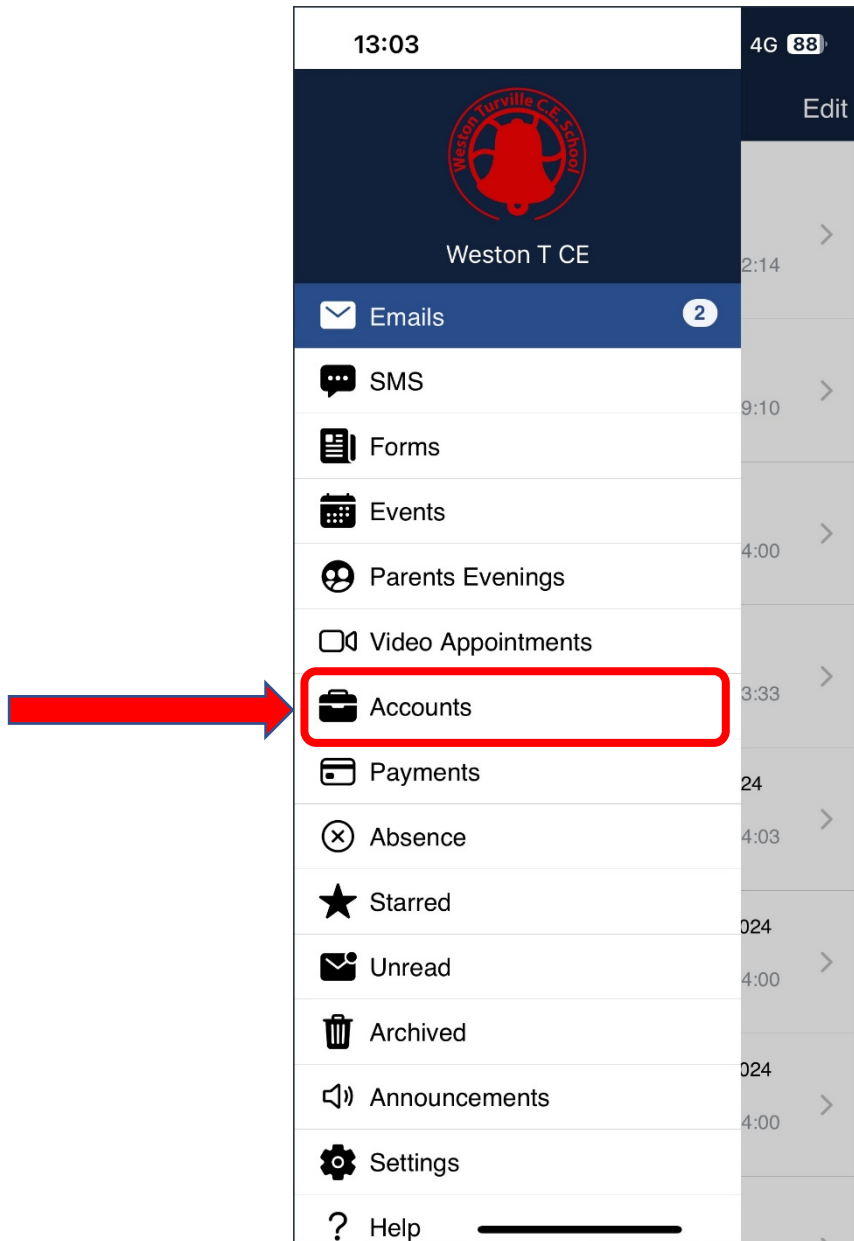 13:03
4G 88
Edit
Weston Turville C.E. School
Weston T CE
2:14
Emails 2
SMS
9:10
Forms
Events
4:00
Parents Evenings
Video Appointments
3:33
Accounts
Payments
24
Absence
4:03
Starred
024
Unread
4:00
Archived
024
Announcements
4:00
Settings
? Help